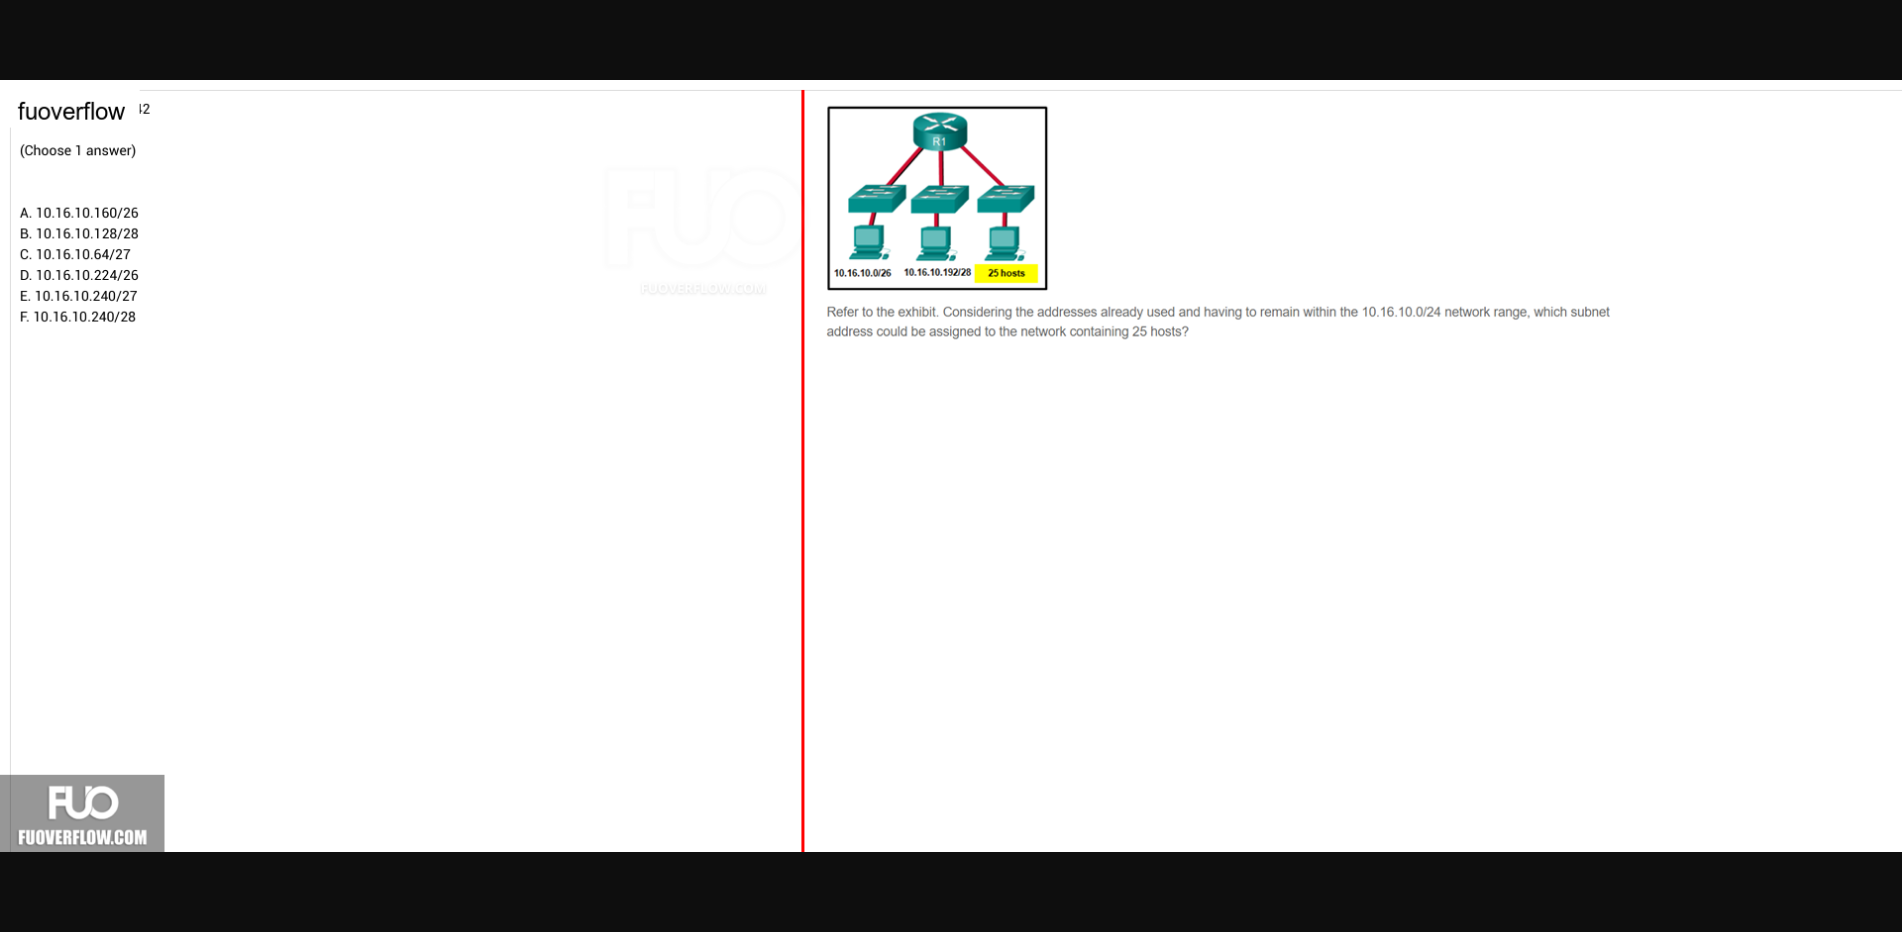 fuoverflow
42
(Choose 1 answer)
A. 10.16.10.160/26
B. 10.16.10.128/28
C. 10.16.10.64/27
D. 10.16.10.224/26
E. 10.16.10.240/27
F. 10.16.10.240/28
FUO
FUOVERFLOW.COM
R1
10.16.10.0/26 10.16.10.192/28 25 hosts
Refer to the exhibit. Considering the addresses already used and having to remain within the 10.16.10.0/24 network range, which subnet
address could be assigned to the network containing 25 hosts?
FUO
FUOVERFLOW.COM